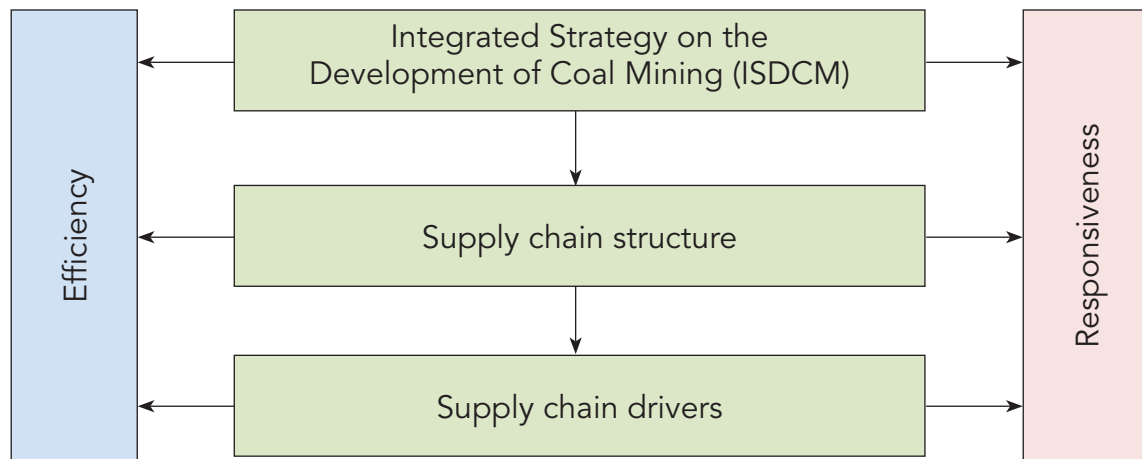 Efficiency
Integrated Strategy on the
Development of Coal Mining (ISDCM)
Supply chain structure
Supply chain drivers
Responsiveness